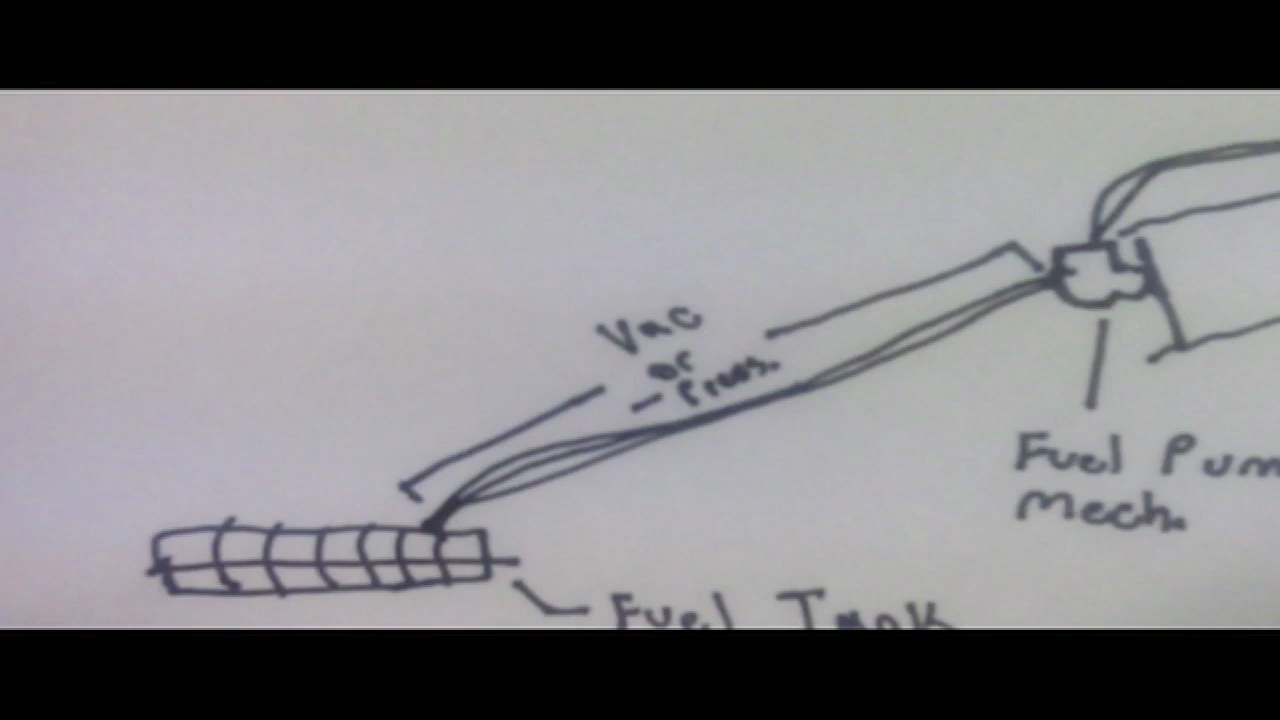 Vac
or
Press.
Fuel Pum
Mech.
Fuel Tank